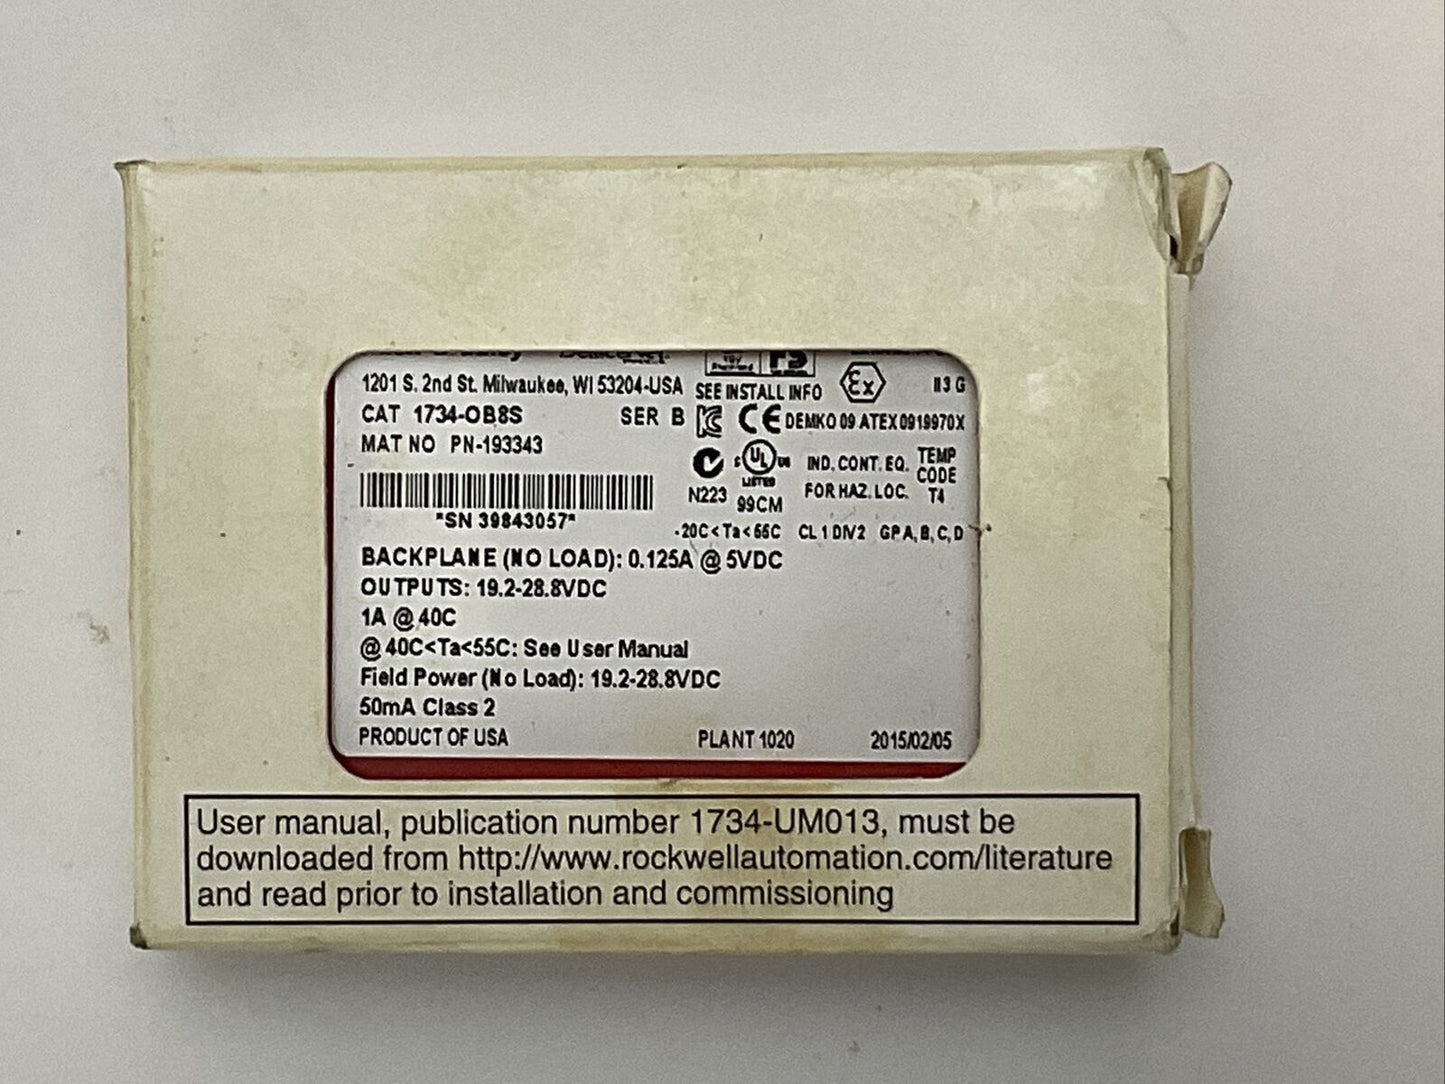 1201 S. 2nd St. Milwaukee, WI 53204-USA
SEE INSTALL INFO
Ex
II 3 G
CAT 1734-OB8S
SER B
CE
DEMKO 09 ATEX 0919970X
MAT NO PN-193343
UL
LISTED
IND. CONT. EQ.
FOR HAZ. LOC.
TEMP
CODE
T4
N223
99CM
*SN 39843057*
-20C<Ta<55C CL 1 DIV2 GP A, B, C, D
BACKPLANE (NO LOAD): 0.125A @ 5VDC
OUTPUTS: 19.2-28.8VDC
1A @ 40C
@ 40C<Ta<55C: See User Manual
Field Power (No Load): 19.2-28.8VDC
50mA Class 2
PRODUCT OF USA PLANT 1020 2015/02/05
User manual, publication number 1734-UM013, must be
downloaded from http://www.rockwellautomation.com/literature
and read prior to installation and commissioning